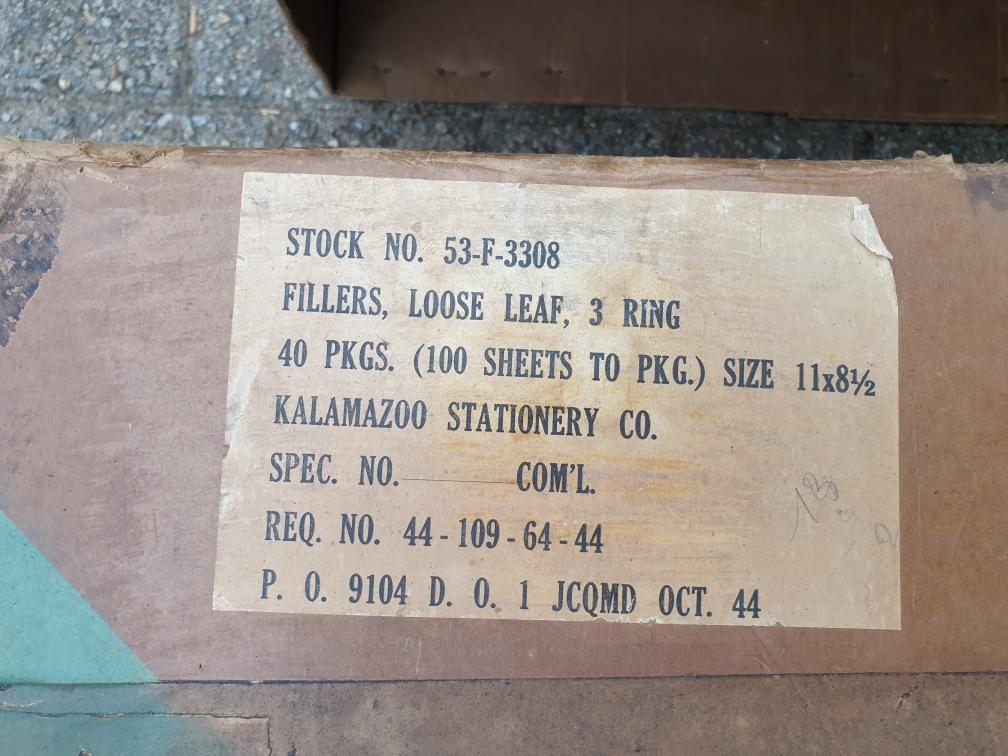 STOCK NO. 53-F-3308
FILLERS, LOOSE LEAF, 3 RING
40 PKGS. (100 SHEETS TO PKG.) SIZE 11x8½
KALAMAZOO STATIONERY CO.
SPEC. NO. COM'L.
REQ. NO. 44-109-64-44
P. O. 9104 D. O. 1 JCQMD OCT. 44